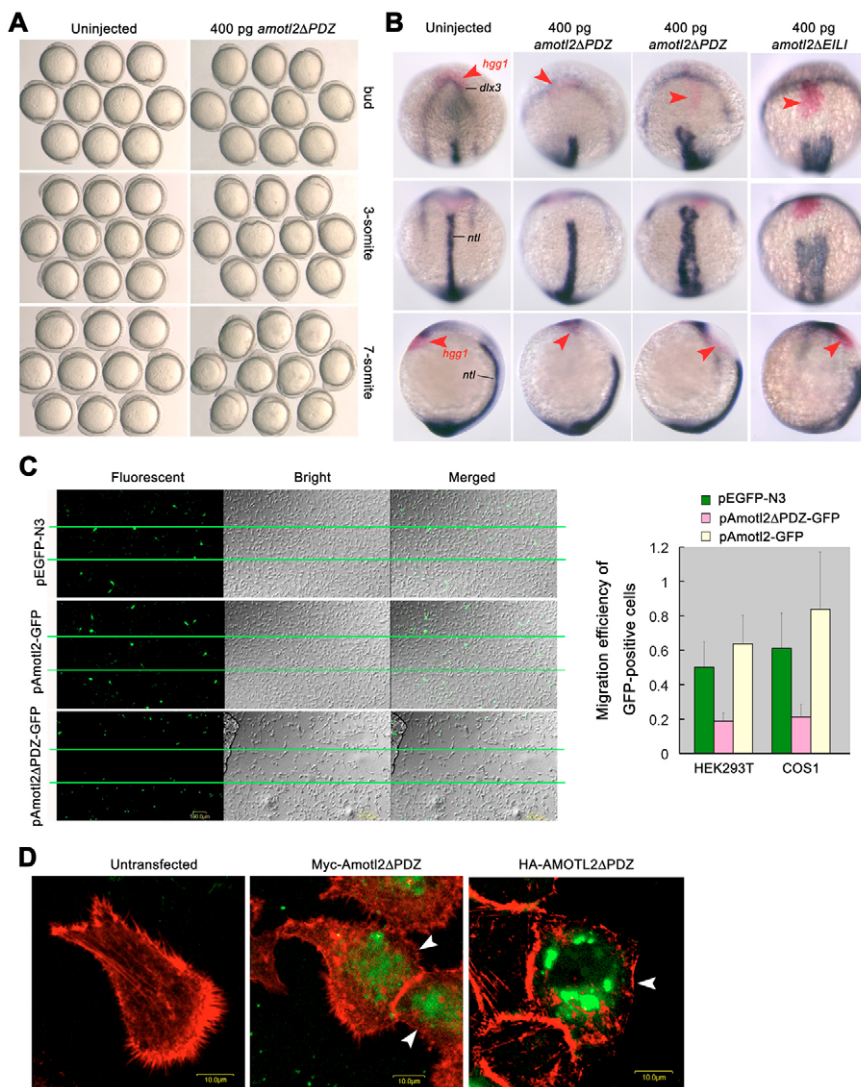 A
Uninjected
400 pg amotl2ΔPDZ
bud
3-somite
7-somite
B
Uninjected
400 pg
amotl2ΔPDZ
400 pg
amotl2ΔPDZ
400 pg
amotl2ΔEILI
hgg1
dlx3
ntl
hgg1
ntl
C
Fluorescent
Bright
Merged
pEGFP-N3
pAmotl2-GFP
pAmotl2ΔPDZ-GFP
pEGFP-N3
pAmotl2ΔPDZ-GFP
pAmotl2-GFP
Migration efficiency of
GFP-positive cells
1.2
1
0.8
0.6
0.4
0.2
0
HEK293T
COS1
D
Untransfected
Myc-Amotl2ΔPDZ
HA-AMOTL2ΔPDZ
10.0μm
10.0μm
10.0μm